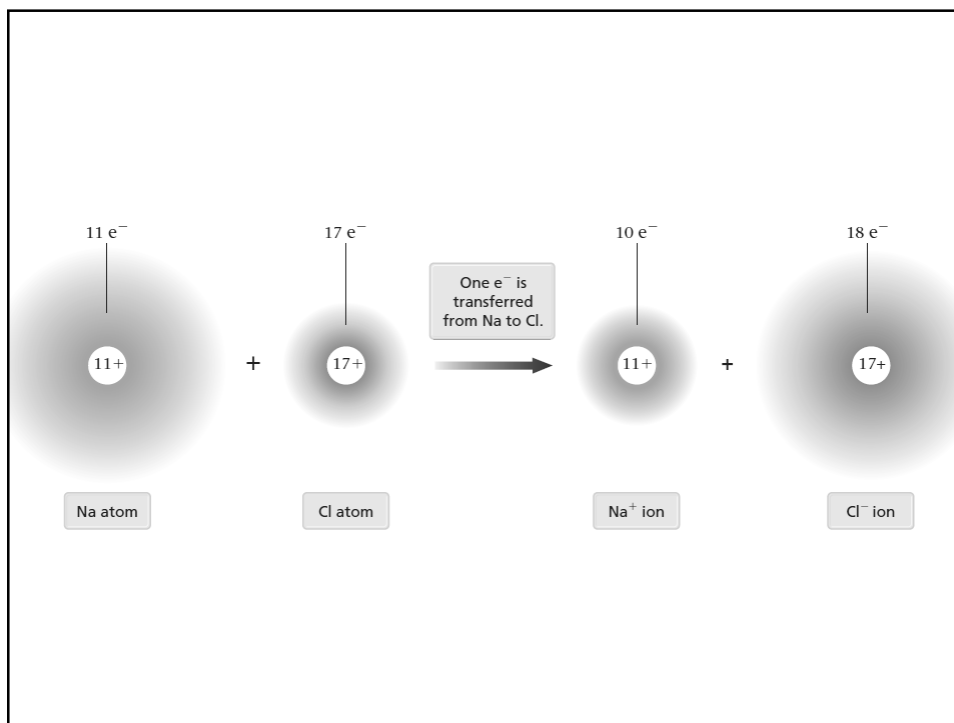 11 e⁻
17 e⁻
10 e⁻
18 e⁻
One e⁻ is
transferred
from Na to Cl.
11+
+
17+
11+
+
17+
Na atom
Cl atom
Na⁺ ion
Cl⁻ ion